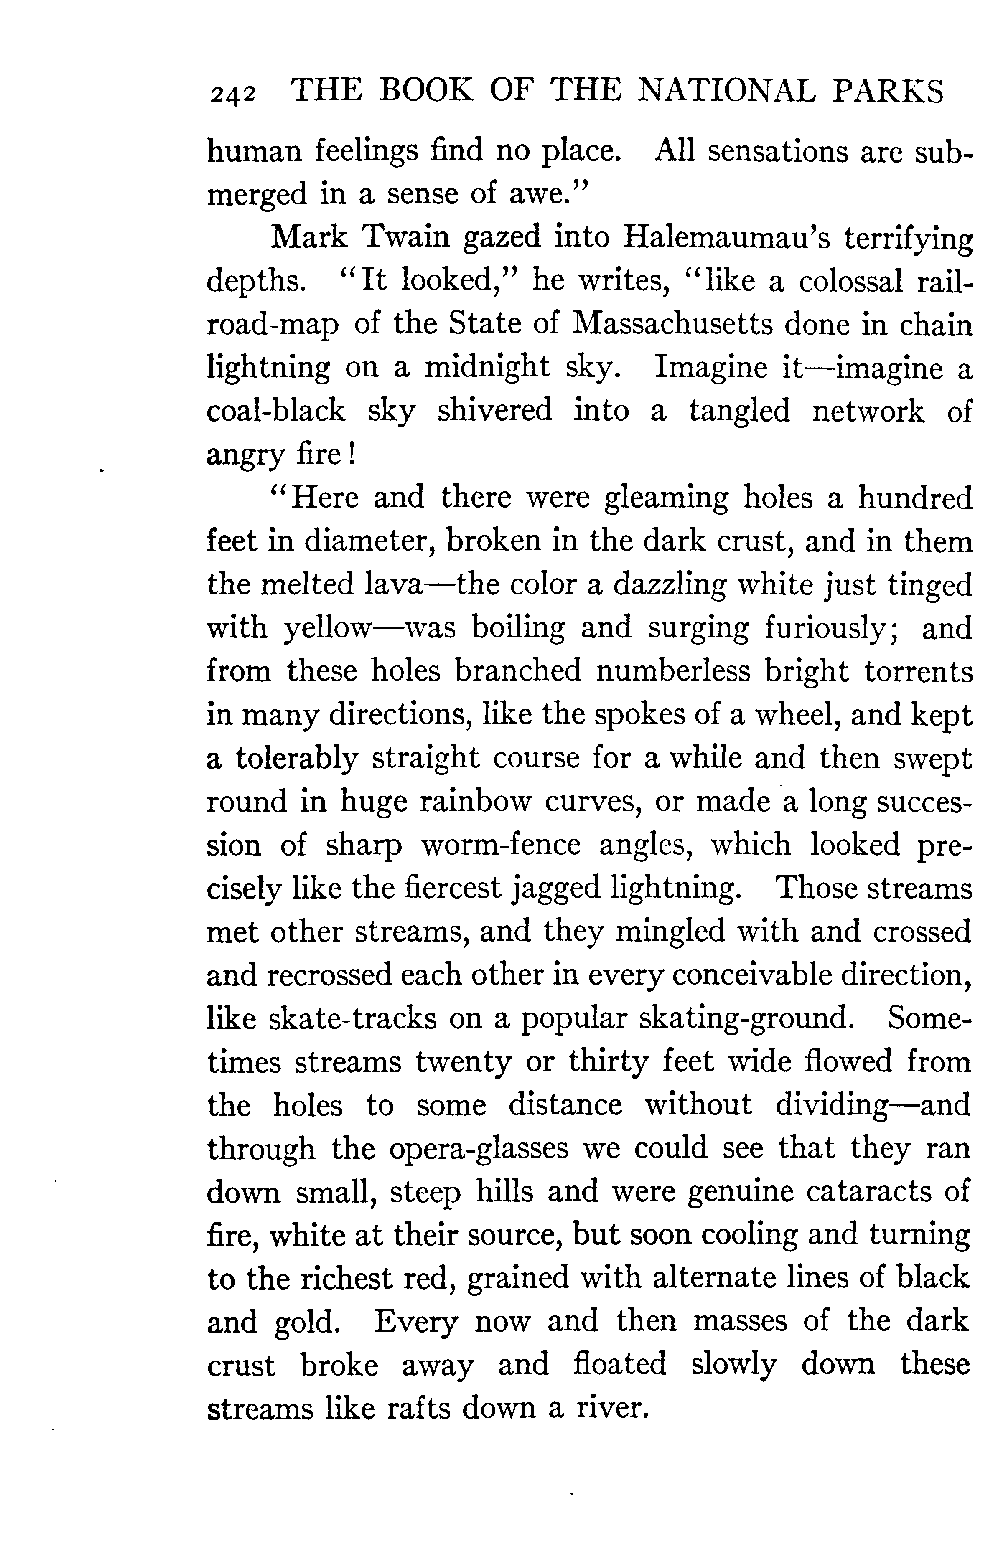 242 THE BOOK OF THE NATIONAL PARKS
human feelings find no place. All sensations are sub-
merged in a sense of awe.”
Mark Twain gazed into Halemaumau’s terrifying
depths. “It looked,” he writes, “like a colossal rail-
road-map of the State of Massachusetts done in chain
lightning on a midnight sky. Imagine it—imagine a
coal-black sky shivered into a tangled network of
angry fire!
“Here and there were gleaming holes a hundred
feet in diameter, broken in the dark crust, and in them
the melted lava—the color a dazzling white just tinged
with yellow—was boiling and surging furiously; and
from these holes branched numberless bright torrents
in many directions, like the spokes of a wheel, and kept
a tolerably straight course for a while and then swept
round in huge rainbow curves, or made a long succes-
sion of sharp worm-fence angles, which looked pre-
cisely like the fiercest jagged lightning. Those streams
met other streams, and they mingled with and crossed
and recrossed each other in every conceivable direction,
like skate-tracks on a popular skating-ground. Some-
times streams twenty or thirty feet wide flowed from
the holes to some distance without dividing—and
through the opera-glasses we could see that they ran
down small, steep hills and were genuine cataracts of
fire, white at their source, but soon cooling and turning
to the richest red, grained with alternate lines of black
and gold. Every now and then masses of the dark
crust broke away and floated slowly down these
streams like rafts down a river.